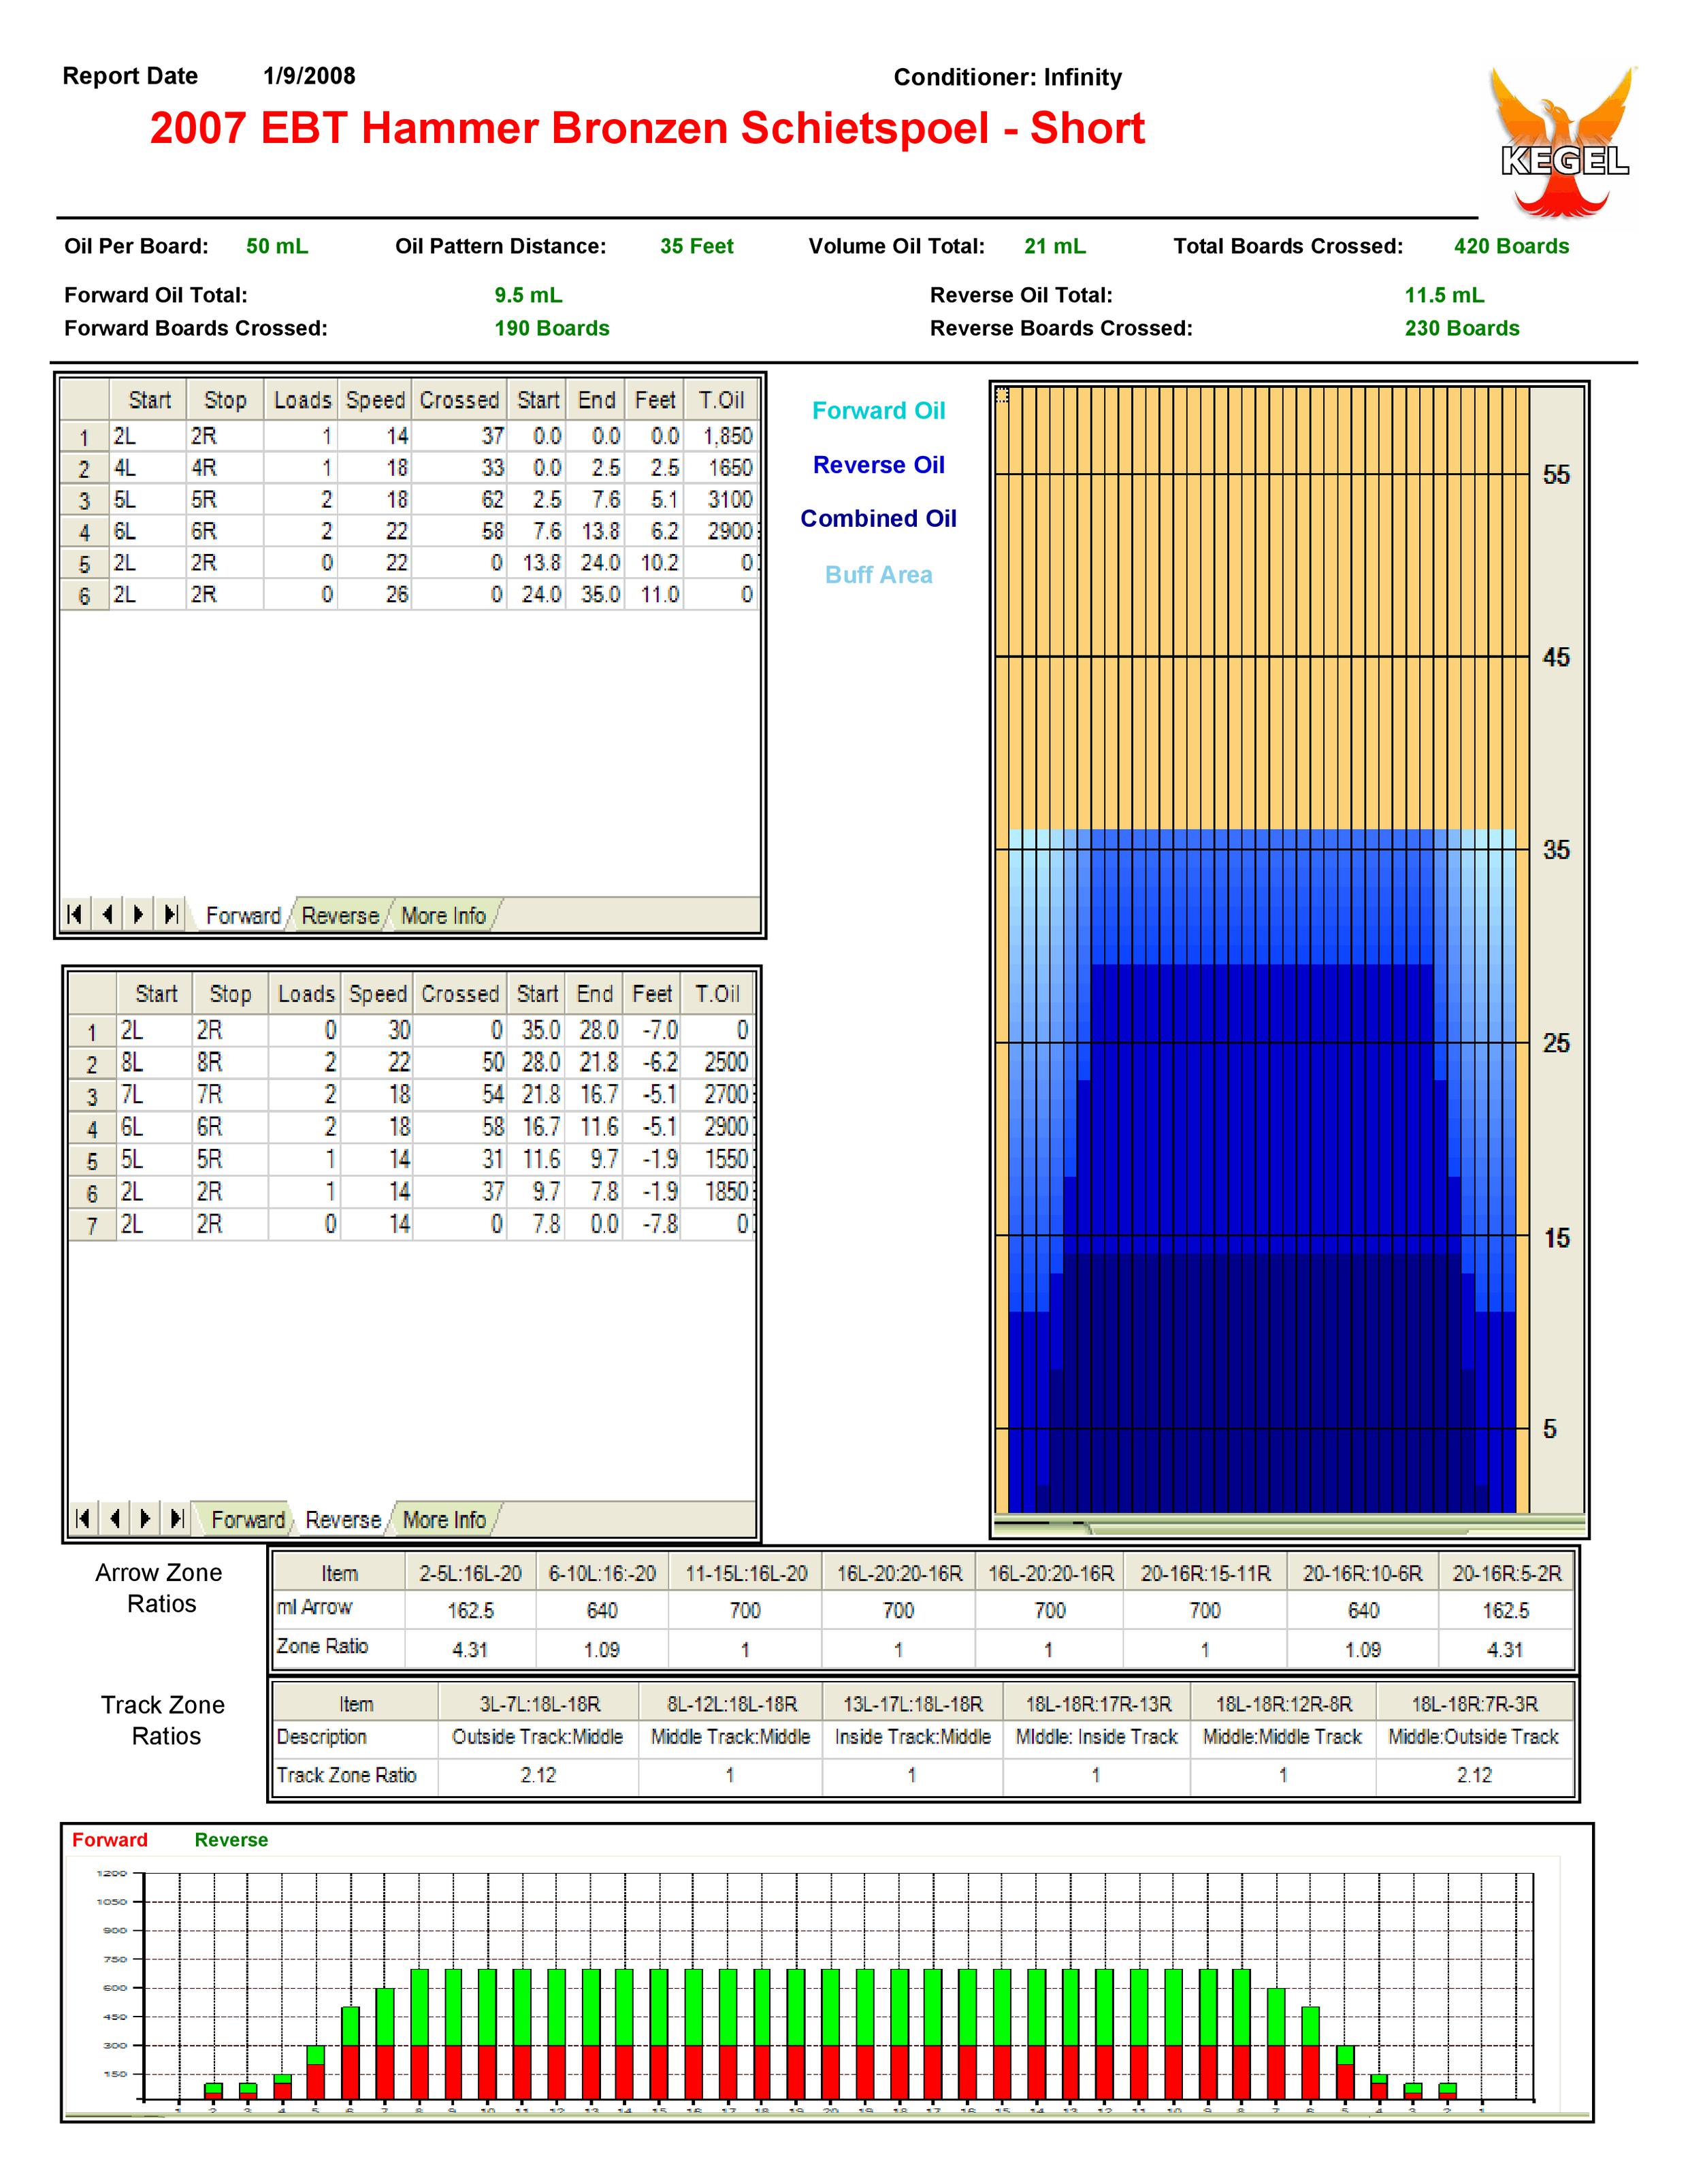 Report Date 1/9/2008 Conditioner: Infinity
2007 EBT Hammer Bronzen Schietspoel - Short
KEGEL
Oil Per Board: 50 mL Oil Pattern Distance: 35 Feet Volume Oil Total: 21 mL Total Boards Crossed: 420 Boards
Forward Oil Total: 9.5 mL Reverse Oil Total: 11.5 mL
Forward Boards Crossed: 190 Boards Reverse Boards Crossed: 230 Boards
Start Stop Loads Speed Crossed Start End Feet T.Oil
1 2L 2R 1 14 37 0.0 0.0 0.0 1,850
2 4L 4R 1 18 33 0.0 2.5 2.5 1650
3 5L 5R 2 18 62 2.5 7.6 5.1 3100
4 6L 6R 2 22 58 7.6 13.8 6.2 2900
5 2L 2R 0 22 0 13.8 24.0 10.2 0
6 2L 2R 0 26 0 24.0 35.0 11.0 0
Forward Reverse More Info
Forward Oil
Reverse Oil
Combined Oil
Buff Area
55
45
35
25
15
5
Start Stop Loads Speed Crossed Start End Feet T.Oil
1 2L 2R 0 30 0 35.0 28.0 -7.0 0
2 8L 8R 2 22 50 28.0 21.8 -6.2 2500
3 7L 7R 2 18 54 21.8 16.7 -5.1 2700
4 6L 6R 2 18 58 16.7 11.6 -5.1 2900
5 5L 5R 1 14 31 11.6 9.7 -1.9 1550
6 2L 2R 1 14 37 9.7 7.8 -1.9 1850
7 2L 2R 0 14 0 7.8 0.0 -7.8 0
Forward Reverse More Info
Arrow Zone
Ratios
Item 2-5L:16L-20 6-10L:16:-20 11-15L:16L-20 16L-20:20-16R 16L-20:20-16R 20-16R:15-11R 20-16R:10-6R 20-16R:5-2R
ml Arrow 162.5 640 700 700 700 700 640 162.5
Zone Ratio 4.31 1.09 1 1 1 1 1.09 4.31
Track Zone
Ratios
Item 3L-7L:18L-18R 8L-12L:18L-18R 13L-17L:18L-18R 18L-18R:17R-13R 18L-18R:12R-8R 18L-18R:7R-3R
Description Outside Track:Middle Middle Track:Middle Inside Track:Middle MIddle: Inside Track Middle:Middle Track Middle:Outside Track
Track Zone Ratio 2.12 1 1 1 1 2.12
Forward Reverse
1200
1050
900
750
600
450
300
150
1 2 3 4 5 6 7 8 9 10 11 12 13 14 15 16 17 18 19 20 19 18 17 16 15 14 13 12 11 10 9 8 7 6 5 4 3 2 1